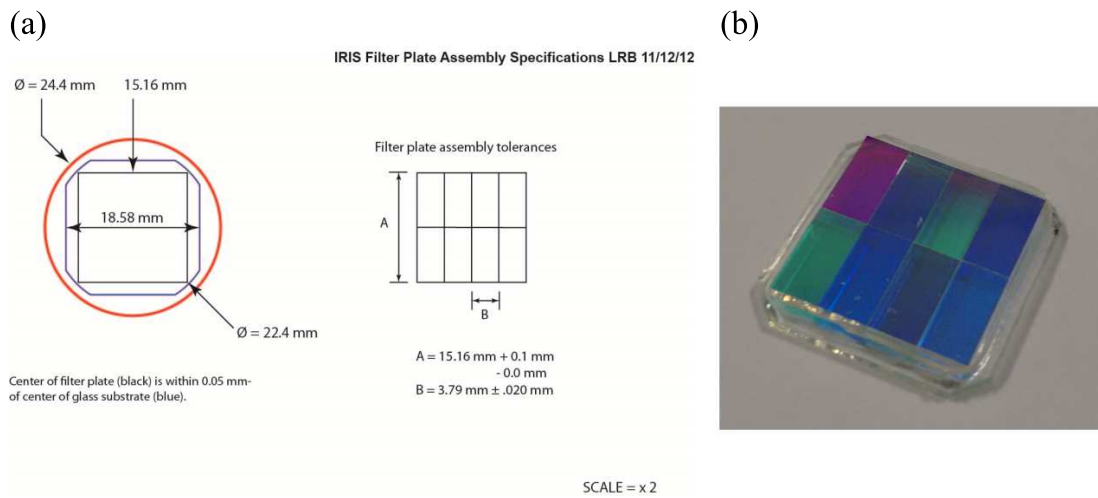 (a)
(b)
IRIS Filter Plate Assembly Specifications LRB 11/12/12
Ø = 24.4 mm
15.16 mm
18.58 mm
Ø = 22.4 mm
Center of filter plate (black) is within 0.05 mm-
of center of glass substrate (blue).
Filter plate assembly tolerances
A
B
A = 15.16 mm + 0.1 mm
- 0.0 mm
B = 3.79 mm ± .020 mm
SCALE = x 2